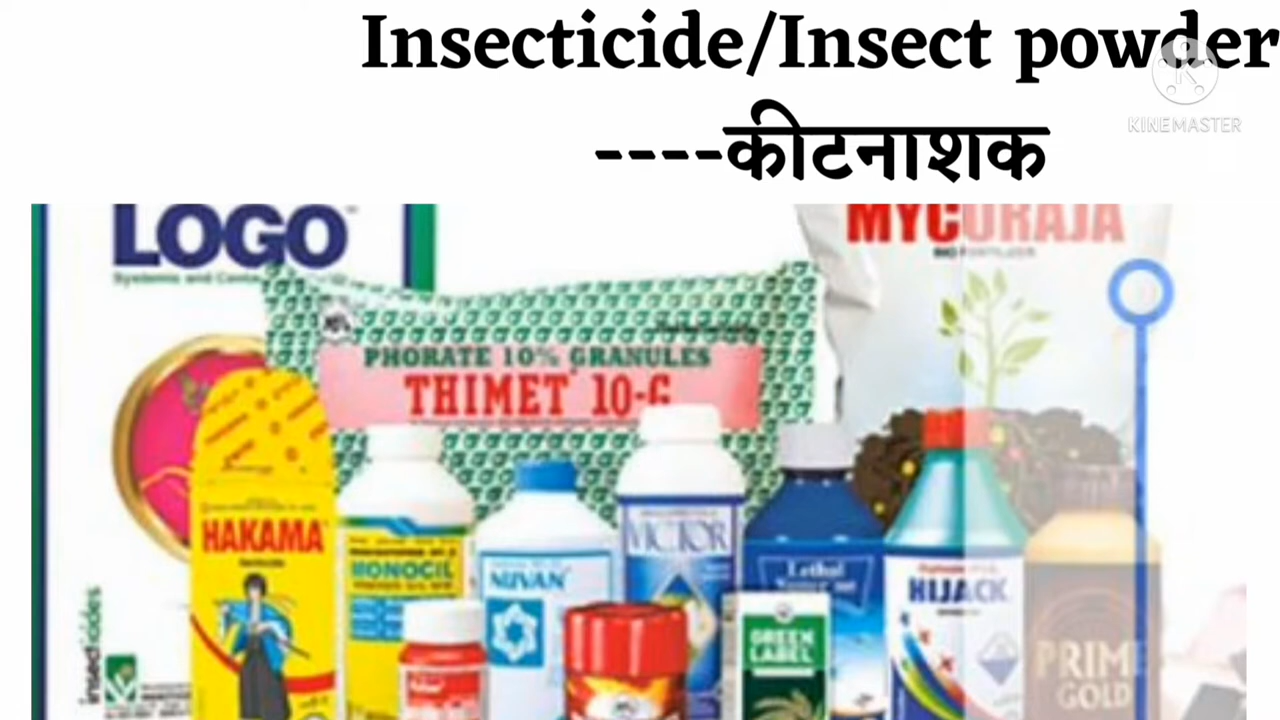 Insecticide/Insect powder
----कीटनाशक
KINEMASTER
LOGO
MYCORAJA
PHORATE 10% GRANULES
THIMET 10-G
HAKAMA
MONOCIL
NUVAN
VICTOR
Lethal
HIJACK
GREEN
LABEL
PRIME
GOLD
insecticides